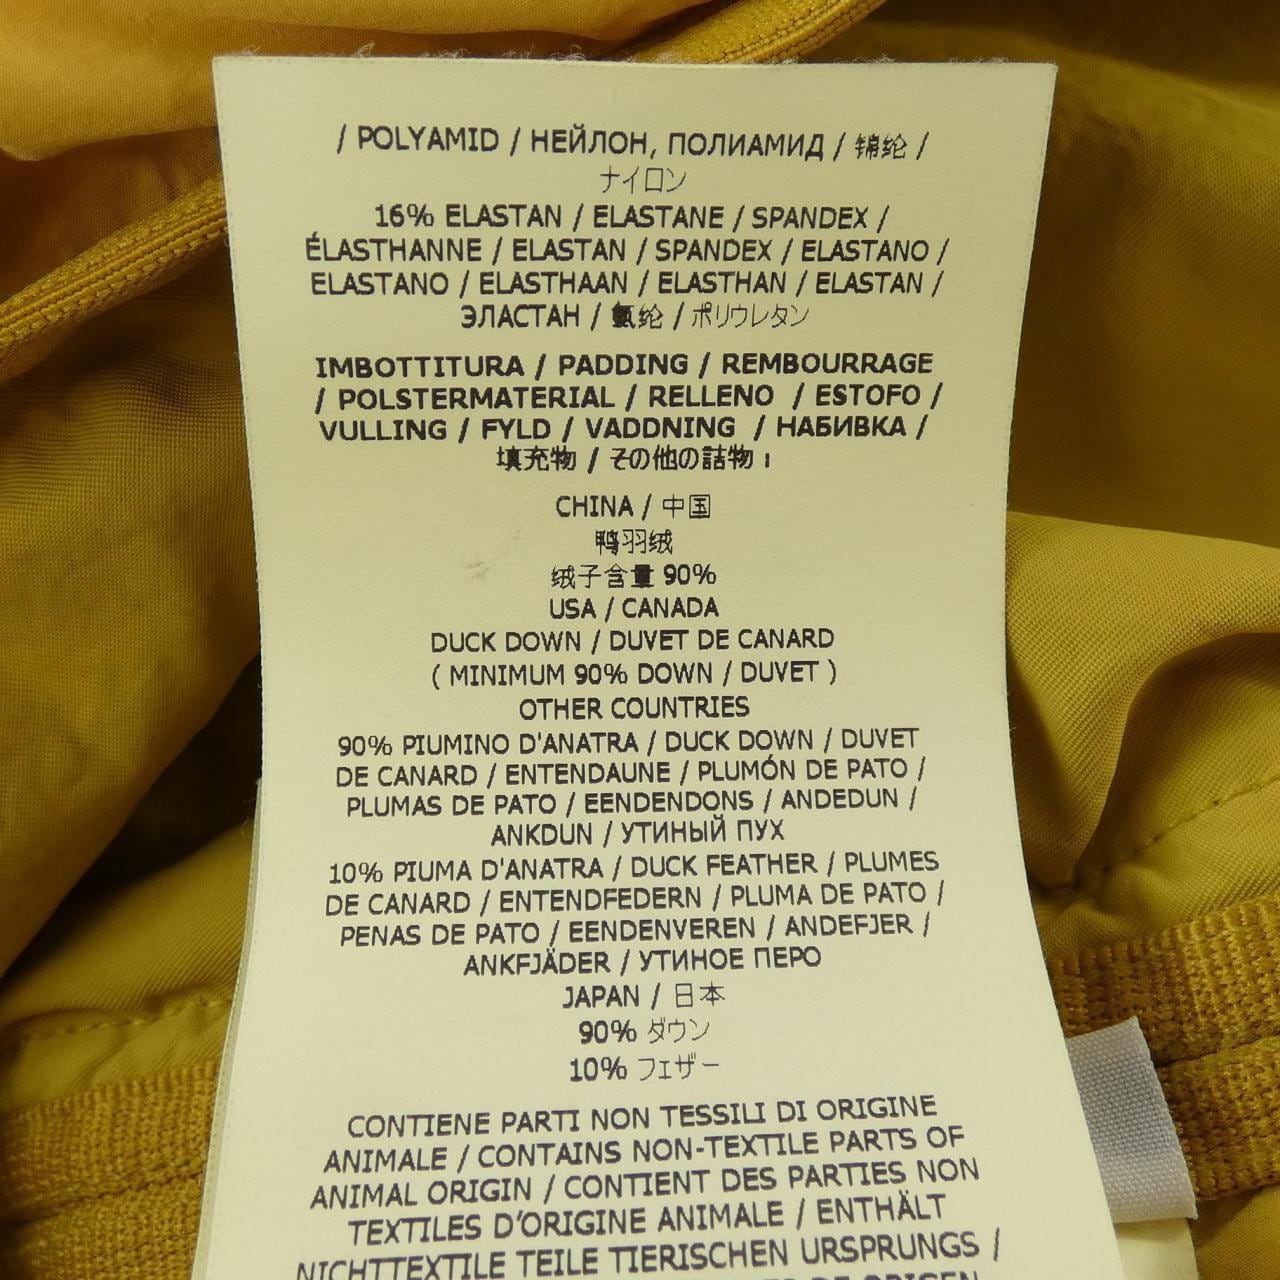 / POLYAMID / НЕЙЛОН, ПОЛИАМИД / 锦纶 /
ナイロン
16% ELASTAN / ELASTANE / SPANDEX /
ÉLASTHANNE / ELASTAN / SPANDEX / ELASTANO /
ELASTANO / ELASTHAAN / ELASTHAN / ELASTAN /
ЭЛАСТАН / 氨纶 / ポリウレタン
IMBOTTITURA / PADDING / REMBOURRAGE
/ POLSTERMATERIAL / RELLENO / ESTOFO /
VULLING / FYLD / VADDNING / НАБИВКА /
填充物 / その他の詰物 :
CHINA / 中国
鸭羽绒
绒子含量 90%
USA / CANADA
DUCK DOWN / DUVET DE CANARD
( MINIMUM 90% DOWN / DUVET )
OTHER COUNTRIES
90% PIUMINO D'ANATRA / DUCK DOWN / DUVET
DE CANARD / ENTENDAUNE / PLUMÓN DE PATO /
PLUMAS DE PATO / EENDENDONS / ANDEDUN /
ANKDUN / УТИНЫЙ ПУХ
10% PIUMA D'ANATRA / DUCK FEATHER / PLUMES
DE CANARD / ENTENDFEDERN / PLUMA DE PATO /
PENAS DE PATO / EENDENVEREN / ANDEFJER /
ANKFJÄDER / УТИНОЕ ПЕРО
JAPAN / 日本
90% ダウン
10% フェザー
CONTIENE PARTI NON TESSILI DI ORIGINE
ANIMALE / CONTAINS NON-TEXTILE PARTS OF
ANIMAL ORIGIN / CONTIENT DES PARTIES NON
TEXTILES D'ORIGINE ANIMALE / ENTHÄLT
NICHTTEXTILE TEILE TIERISCHEN URSPRUNGS /